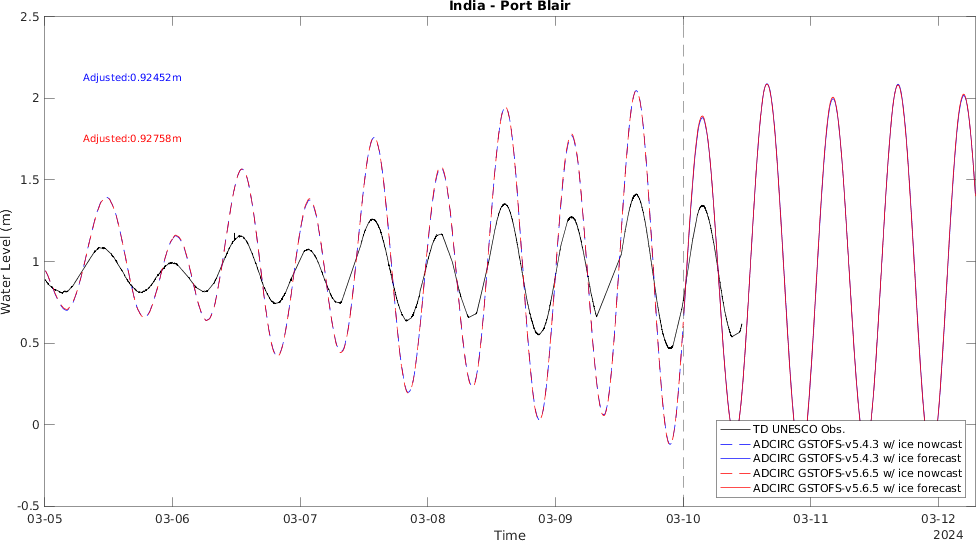 India - Port Blair
2.5
2
1.5
1
0.5
0
-0.5
Water Level (m)
Adjusted:0.92452m
Adjusted:0.92758m
TD UNESCO Obs.
ADCIRC GSTOFS-v5.4.3 w/ ice nowcast
ADCIRC GSTOFS-v5.4.3 w/ ice forecast
ADCIRC GSTOFS-v5.6.5 w/ ice nowcast
ADCIRC GSTOFS-v5.6.5 w/ ice forecast
03-05 03-06 03-07 03-08 03-09 03-10 03-11 03-12
Time
2024